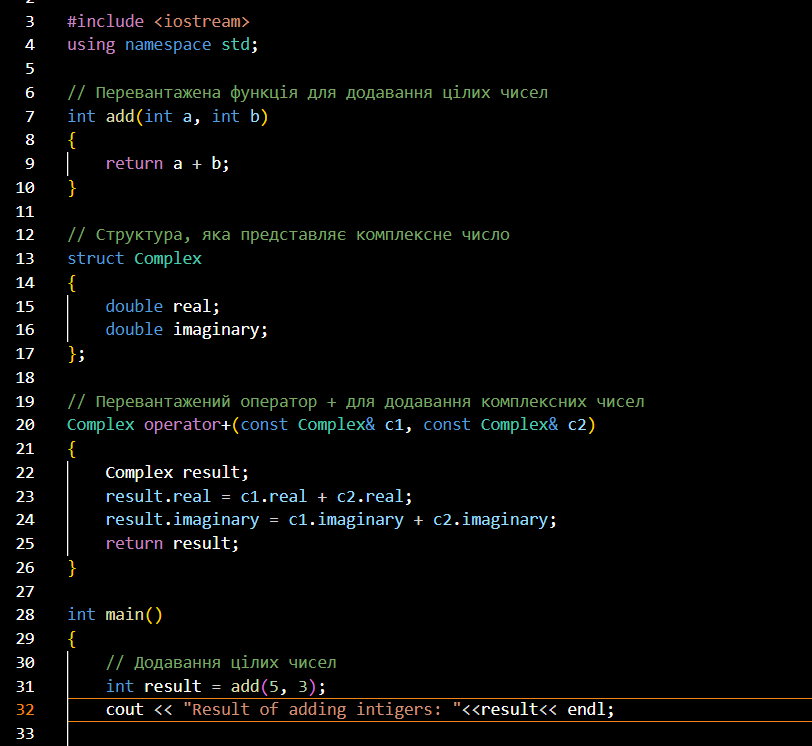 3 #include <iostream>
4 using namespace std;
5
6 // Перевантажена функція для додавання цілих чисел
7 int add(int a, int b)
8 {
9 return a + b;
10 }
11
12 // Структура, яка представляє комплексне число
13 struct Complex
14 {
15 double real;
16 double imaginary;
17 };
18
19 // Перевантажений оператор + для додавання комплексних чисел
20 Complex operator+(const Complex& c1, const Complex& c2)
21 {
22 Complex result;
23 result.real = c1.real + c2.real;
24 result.imaginary = c1.imaginary + c2.imaginary;
25 return result;
26 }
27
28 int main()
29 {
30 // Додавання цілих чисел
31 int result = add(5, 3);
32 cout << "Result of adding intigers: "<<result<< endl;
33